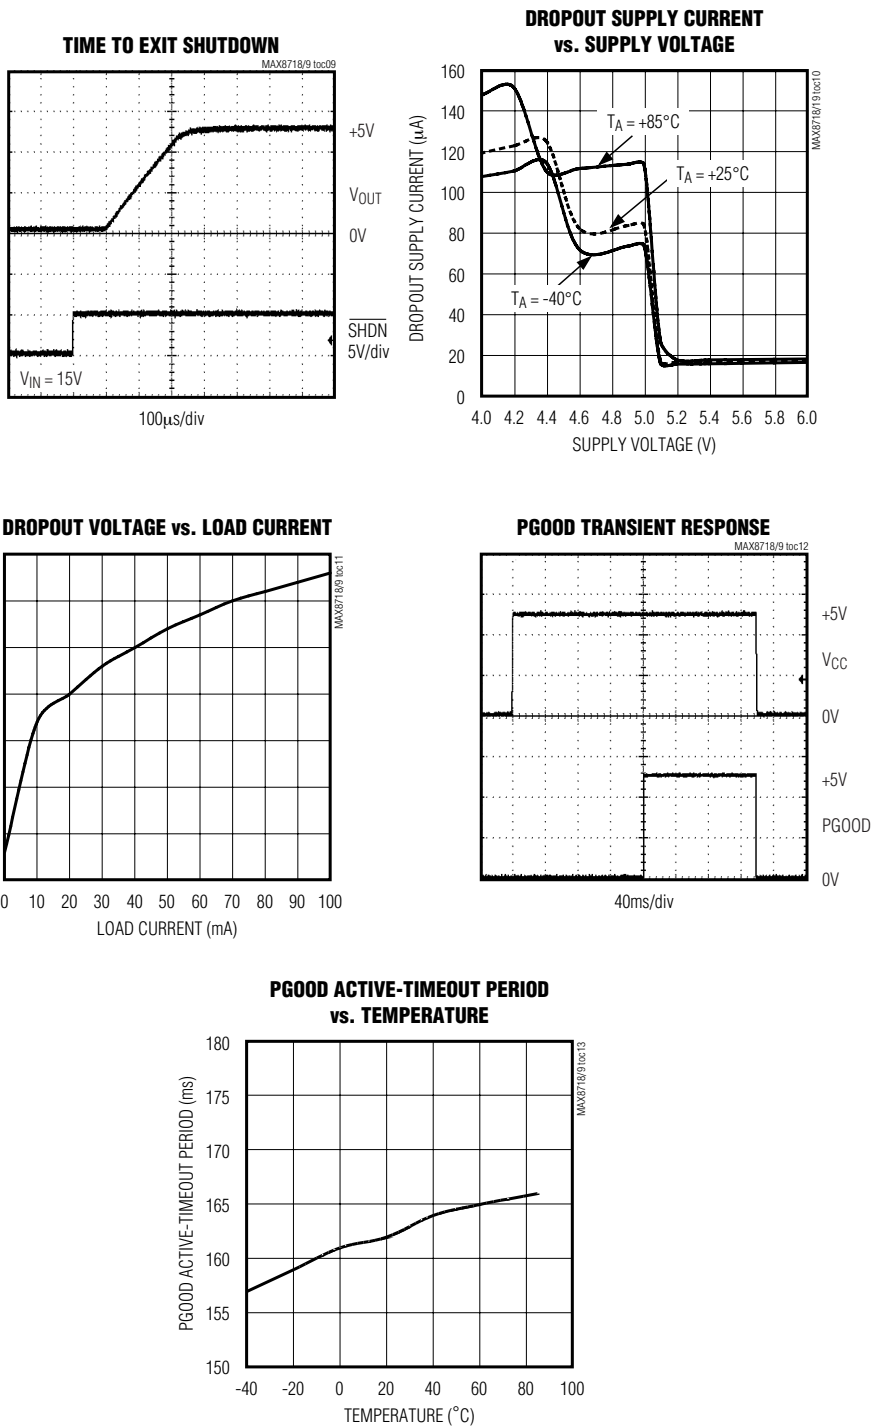 TIME TO EXIT SHUTDOWN
MAX8718/9 toc09
+5V
VOUT
0V
SHDN
5V/div
VIN = 15V
100μs/div
DROPOUT SUPPLY CURRENT
vs. SUPPLY VOLTAGE
MAX8718/19 toc10
DROPOUT SUPPLY CURRENT (μA)
160
140
120
100
80
60
40
20
0
TA = +85°C
TA = +25°C
TA = -40°C
4.0 4.2 4.4 4.6 4.8 5.0 5.2 5.4 5.6 5.8 6.0
SUPPLY VOLTAGE (V)
DROPOUT VOLTAGE vs. LOAD CURRENT
MAX8718/9 toc11
0 10 20 30 40 50 60 70 80 90 100
LOAD CURRENT (mA)
PGOOD TRANSIENT RESPONSE
MAX8718/9 toc12
+5V
VCC
0V
+5V
PGOOD
0V
40ms/div
PGOOD ACTIVE-TIMEOUT PERIOD
vs. TEMPERATURE
MAX8718/9 toc13
PGOOD ACTIVE-TIMEOUT PERIOD (ms)
180
175
170
165
160
155
150
-40 -20 0 20 40 60 80 100
TEMPERATURE (°C)